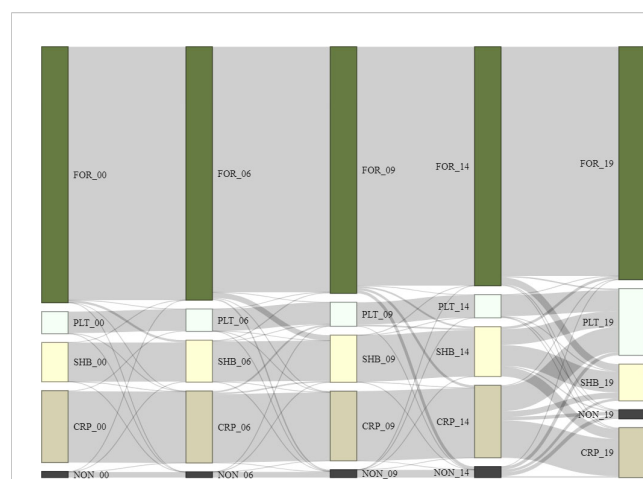 FOR_00
PLT_00
SHB_00
CRP_00
NON_00
FOR_06
PLT_06
SHB_06
CRP_06
NON_06
FOR_09
PLT_09
SHB_09
CRP_09
NON_09
FOR_14
PLT_14
SHB_14
CRP_14
NON_14
FOR_19
PLT_19
SHB_19
NON_19
CRP_19